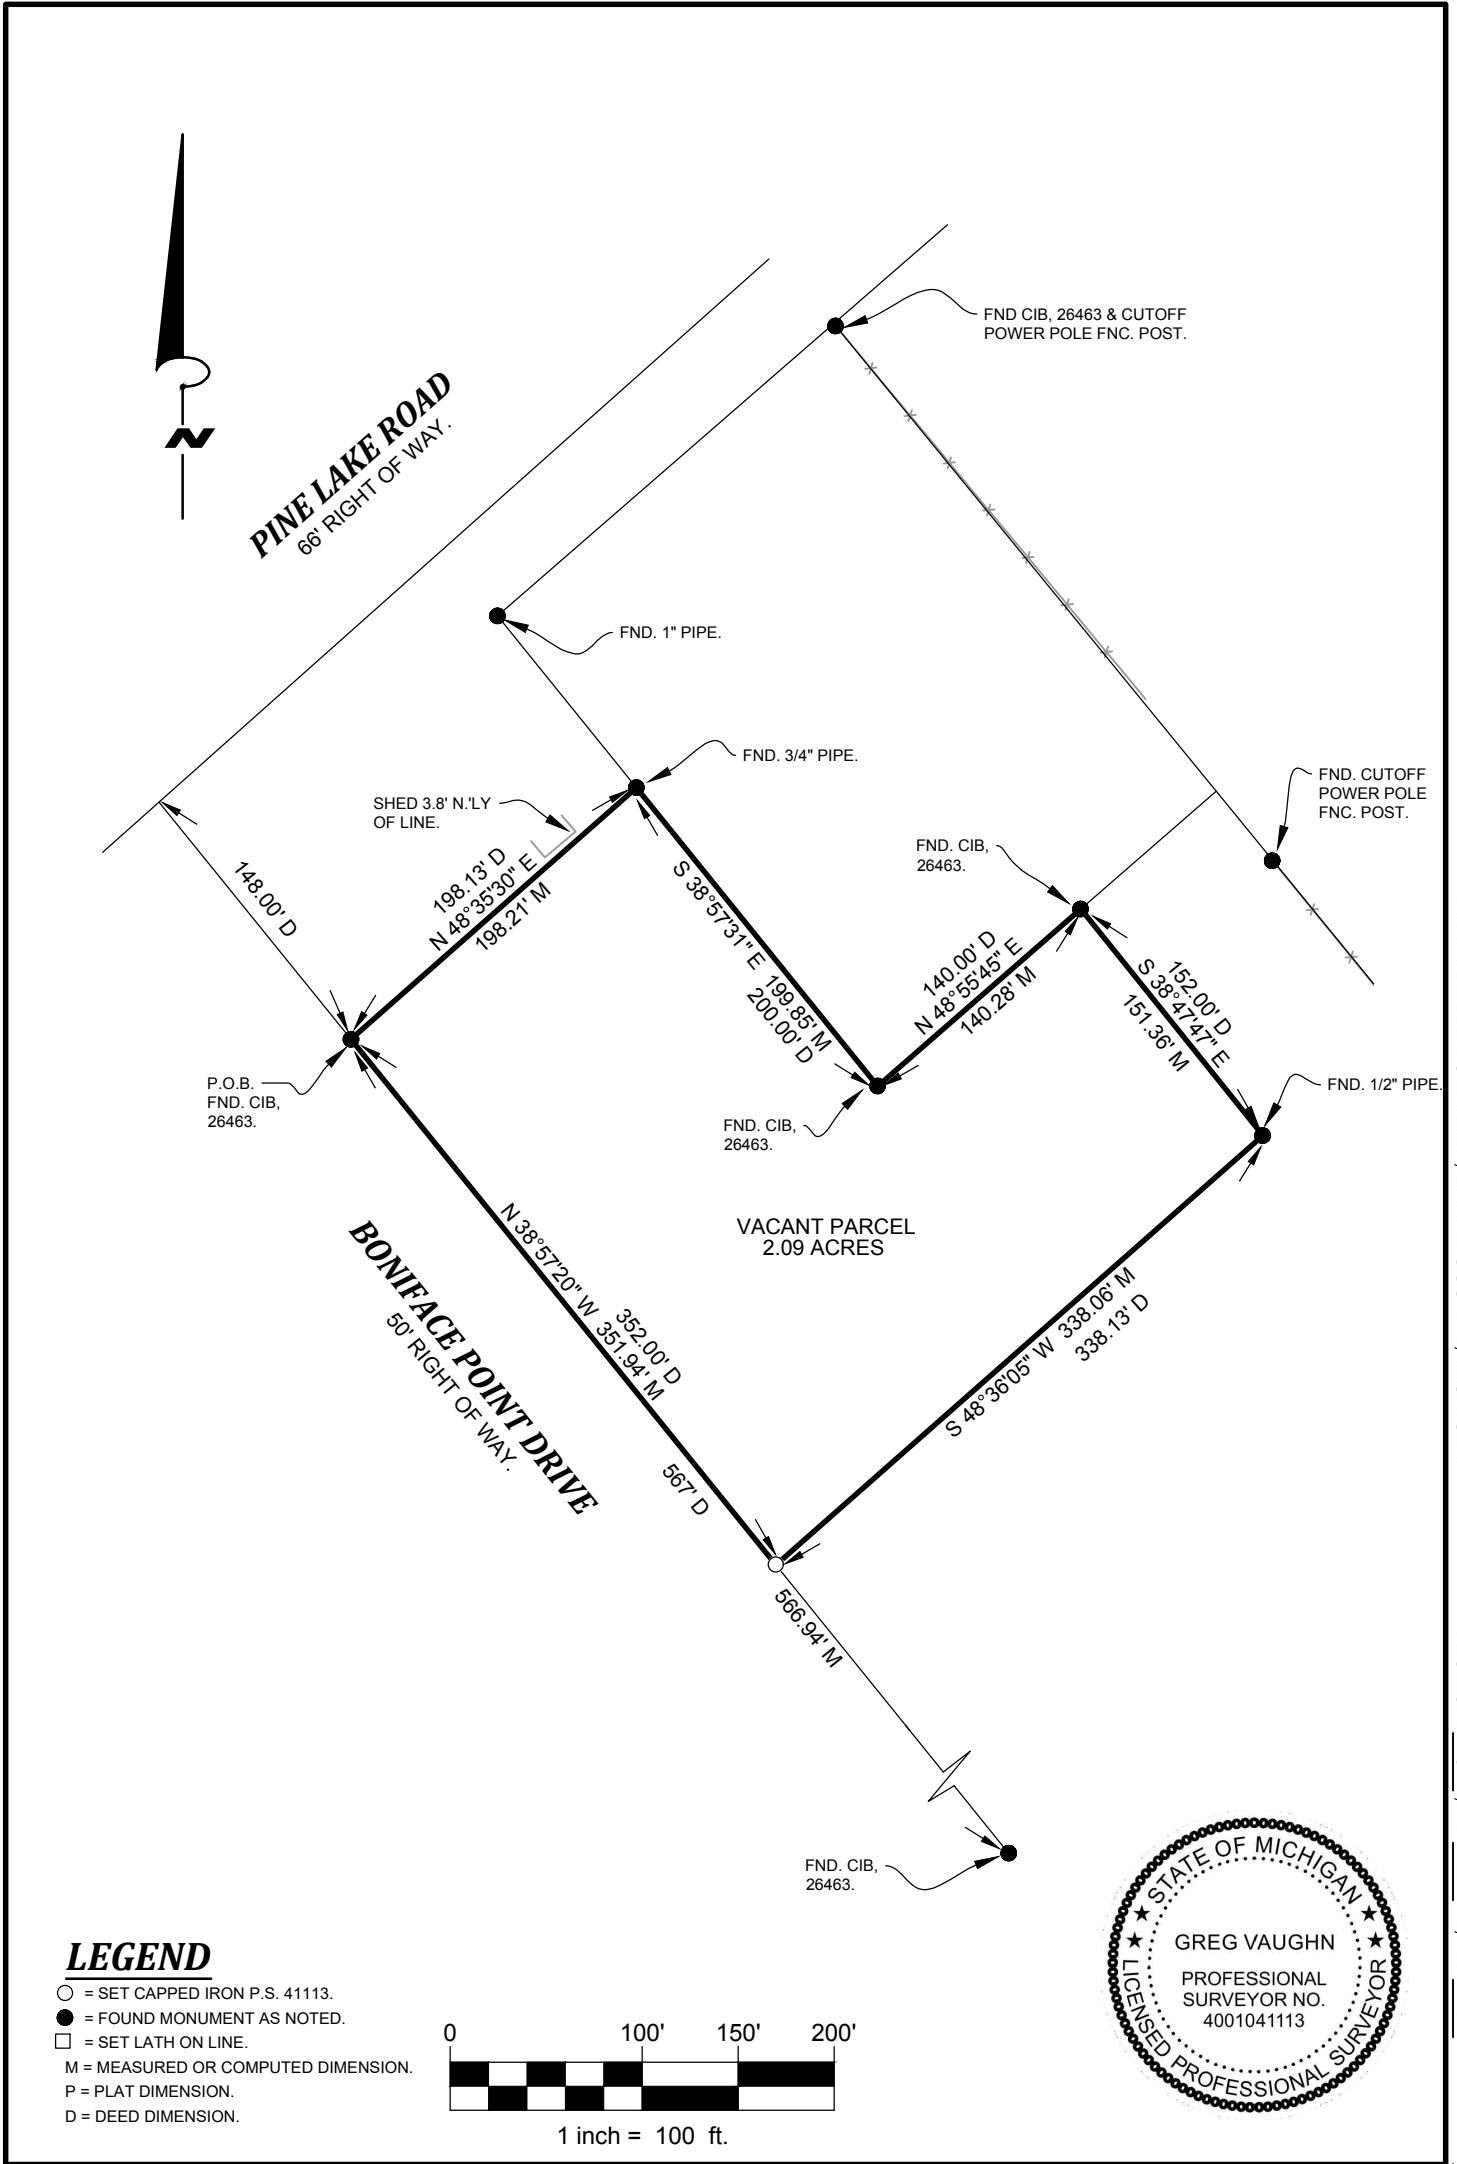 FND CIB, 26463 & CUTOFF
POWER POLE FNC. POST.
N
PINE LAKE ROAD
66' RIGHT OF WAY.
FND. 1" PIPE.
FND. 3/4" PIPE.
SHED 3.8' N.'LY
OF LINE.
FND. CUTOFF
POWER POLE
FNC. POST.
FND. CIB,
26463.
148.00' D
198.13' D
N 48°35'30" E
198.21' M
S 38°57'31" E 199.85' M
200.00' D
140.00' D
N 48°55'45" E
140.28' M
152.00' D
S 38°47'47" E
151.36' M
P.O.B.
FND. CIB,
26463.
FND. CIB,
26463.
FND. 1/2" PIPE.
VACANT PARCEL
2.09 ACRES
352.00' D
N 38°57'20" W 351.94' M
BONIFACE POINT DRIVE
50' RIGHT OF WAY.
S 48°36'05" W 338.06' M
338.13' D
567' D
566.94' M
FND. CIB,
26463.
STATE OF MICHIGAN
GREG VAUGHN
PROFESSIONAL
SURVEYOR NO.
4001041113
LICENSED PROFESSIONAL SURVEYOR
LEGEND
= SET CAPPED IRON P.S. 41113.
= FOUND MONUMENT AS NOTED.
= SET LATH ON LINE.
M = MEASURED OR COMPUTED DIMENSION.
P = PLAT DIMENSION.
D = DEED DIMENSION.
0 100' 150' 200'
1 inch = 100 ft.